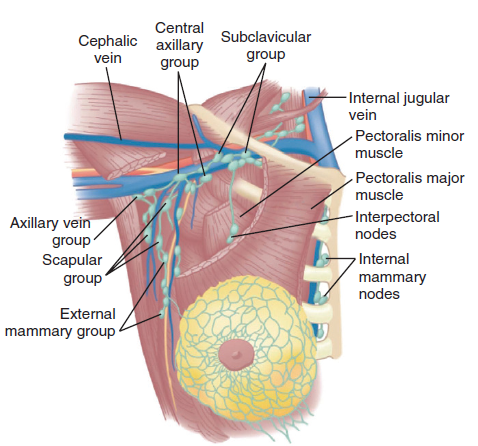 Cephalic
vein
Central
axillary
group
Subclavicular
group
Internal jugular
vein
Pectoralis minor
muscle
Pectoralis major
muscle
Interpectoral
nodes
Internal
mammary
nodes
Axillary vein
group
Scapular
group
External
mammary group